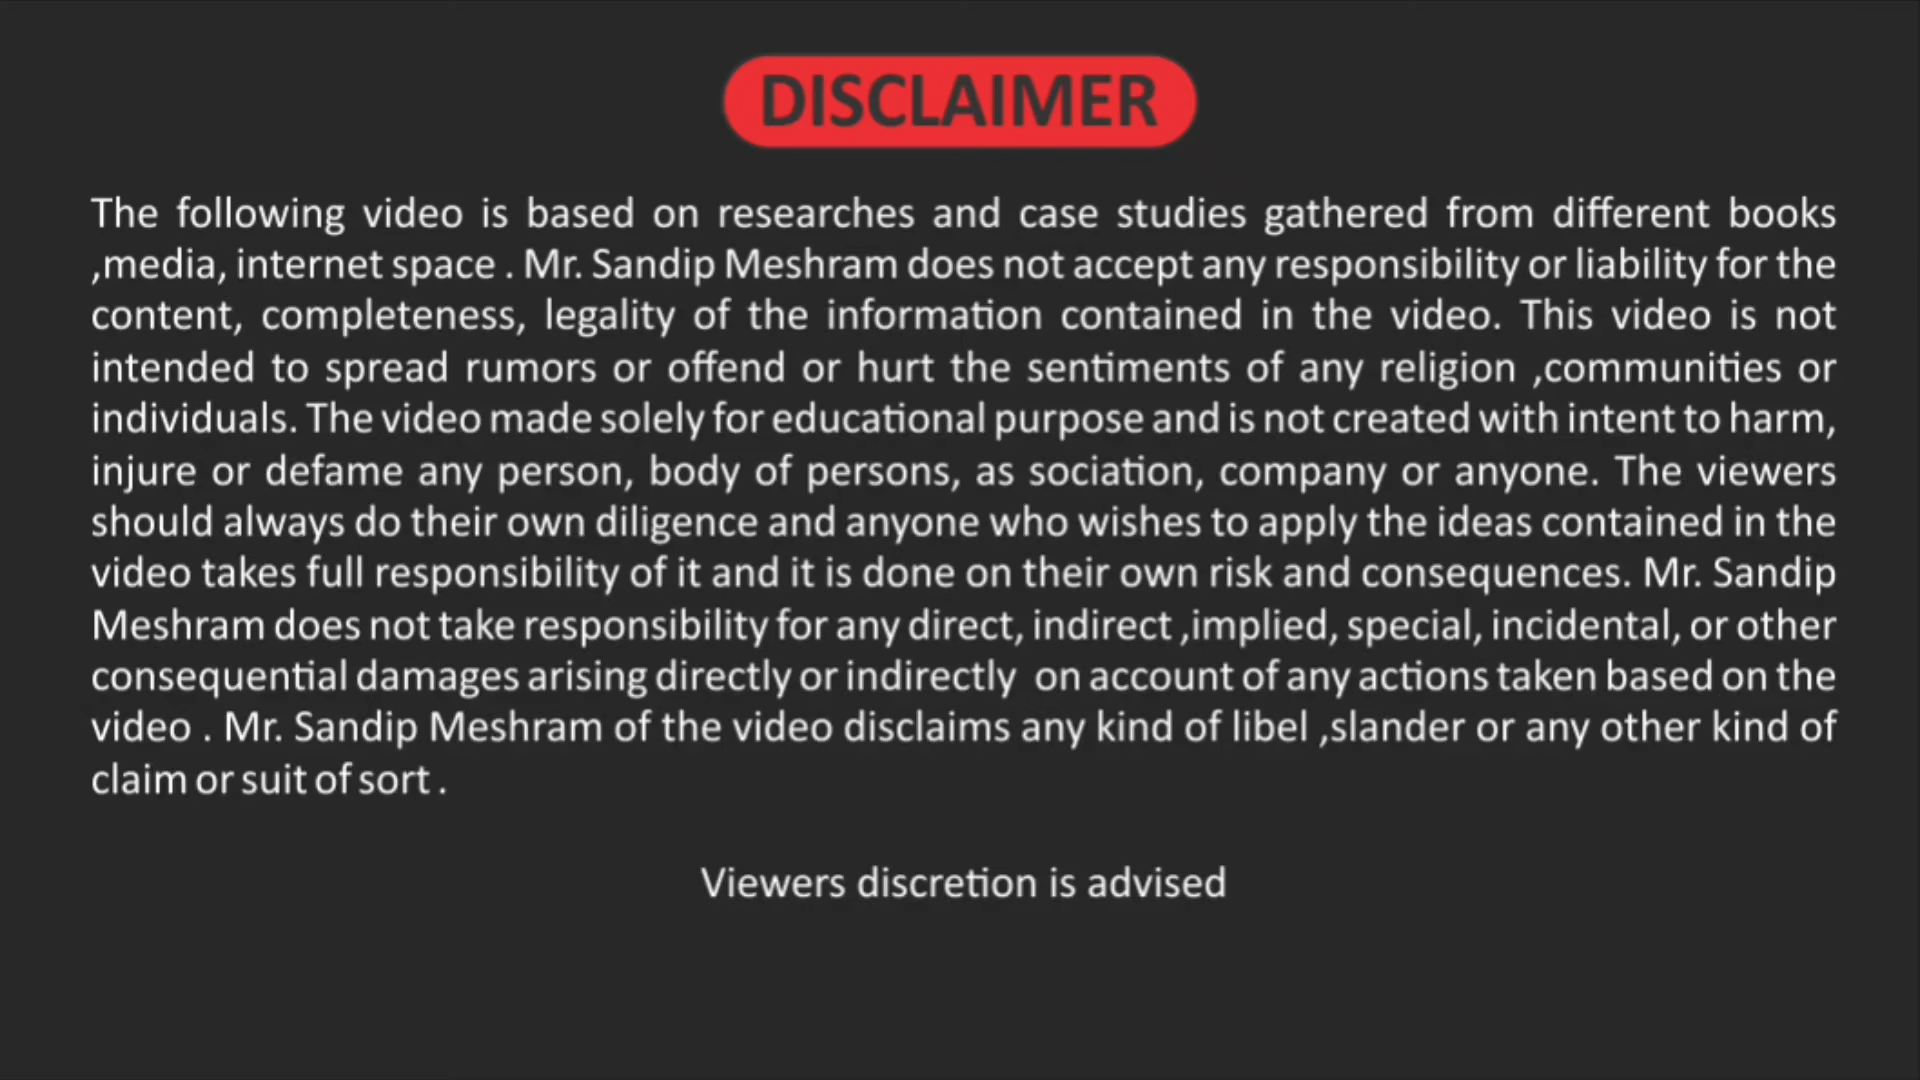 DISCLAIMER
The following video is based on researches and case studies gathered from different books
,media, internet space . Mr. Sandip Meshram does not accept any responsibility or liability for the
content, completeness, legality of the information contained in the video. This video is not
intended to spread rumors or offend or hurt the sentiments of any religion ,communities or
individuals. The video made solely for educational purpose and is not created with intent to harm,
injure or defame any person, body of persons, as sociation, company or anyone. The viewers
should always do their own diligence and anyone who wishes to apply the ideas contained in the
video takes full responsibility of it and it is done on their own risk and consequences. Mr. Sandip
Meshram does not take responsibility for any direct, indirect ,implied, special, incidental, or other
consequential damages arising directly or indirectly  on account of any actions taken based on the
video . Mr. Sandip Meshram of the video disclaims any kind of libel ,slander or any other kind of
claim or suit of sort .
Viewers discretion is advised